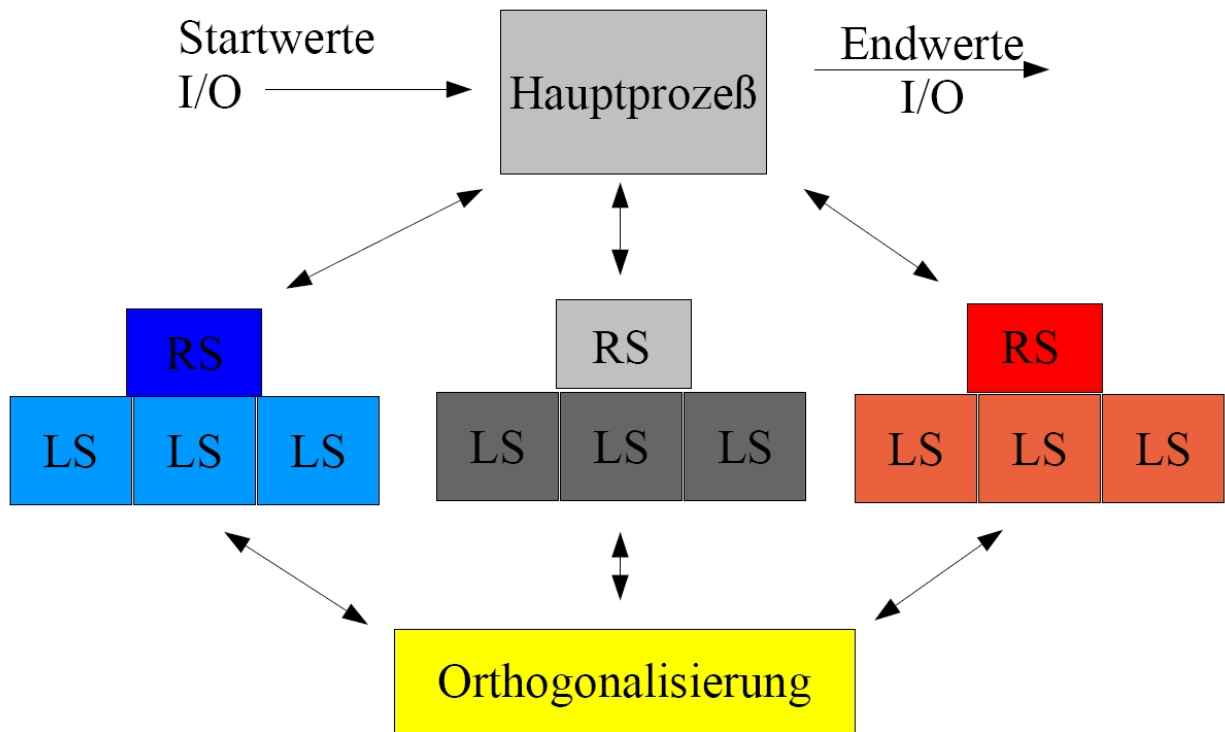 Startwerte
I/O
Hauptprozeß
Endwerte
I/O
RS
LS LS LS
RS
LS LS LS
RS
LS LS LS
Orthogonalisierung